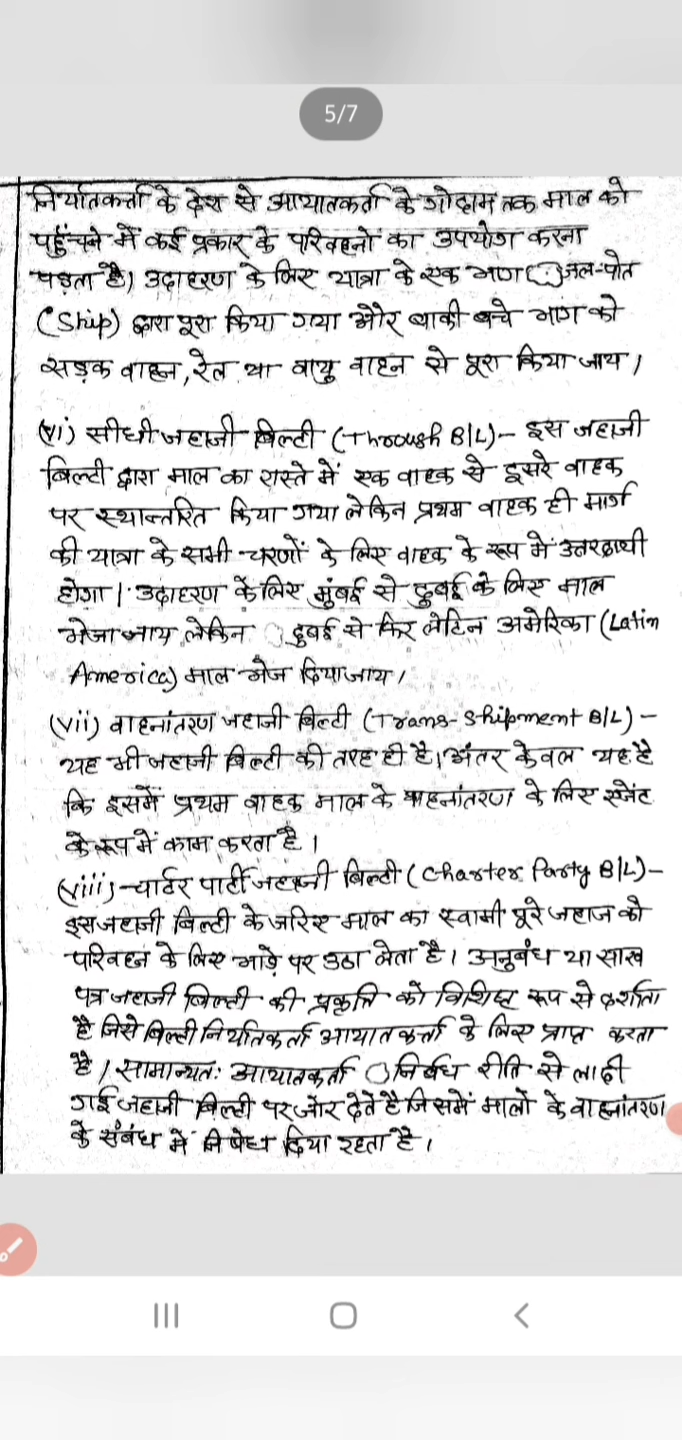 5/7
निर्यातकर्त्ता के देश से आयातकर्ता के गोदाम तक माल को
पहुँचने में कई प्रकार के परिवहनों का उपयोग करना
पड़ता है। उदाहरण के लिए यात्रा के एक भाग जल-पोत
(Ship) द्वारा पूरा किया गया और बाकी बचे भाग को
सड़क वाहन, रेल या वायु वाहन से पूरा किया जाय।
(vi) सीधी जहाजी बिल्टी (Through B/L)- इस जहाजी
बिल्टी द्वारा माल का रास्ते में एक वाहक से दूसरे वाहक
पर स्थान्तरित किया गया लेकिन प्रथम वाहक ही मार्ग
की यात्रा के सभी चरणों के लिए वाहक के रूप में उत्तरदायी
होगा। उदाहरण के लिए मुंबई से दुबई के लिए माल
भेजा जाय लेकिन दुबई से फिर लेटिन अमेरिका (Latin
America) माल भेज दिया जाय।
(vii) वाहनांतरण जहाजी बिल्टी (Trans-Shipment B/L) -
यह भी जहाजी बिल्टी की तरह ही है। अंतर केवल यह है
कि इसमें प्रथम वाहक माल के वाहनांतरण के लिए एजेंट
के रूप में काम करता है।
(viii) चार्टर पार्टी जहाजी बिल्टी (Charter Party B/L)-
इस जहाजी बिल्टी के जरिए माल का स्वामी पूरे जहाज को
परिवहन के लिए भाड़े पर उठा लेता है। अनुबंध या साख
पत्र जहाजी बिल्टी की प्रकृति को विशिष्ट रूप से दर्शाता
है जिसे बिल्टी निर्यातकर्ता आयातकर्त्ता के लिए प्राप्त करता
है। सामान्यतः आयातकर्ता निर्बाध रीति से लादी
गई जहाजी बिल्टी पर जोर देते है जिसमें मालों के वाहनांतरण
के संबंध में निषेध दिया रहता है।